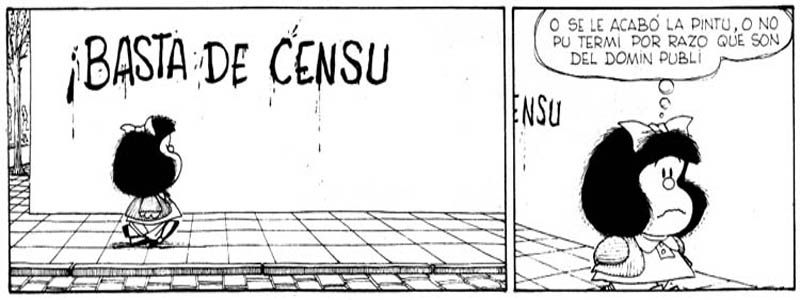 ¡BASTA DE CENSU
O SE LE ACABÓ LA PINTU, O NO
PU TERMI POR RAZO QUE SON
DEL DOMIN PUBLI
ENSU